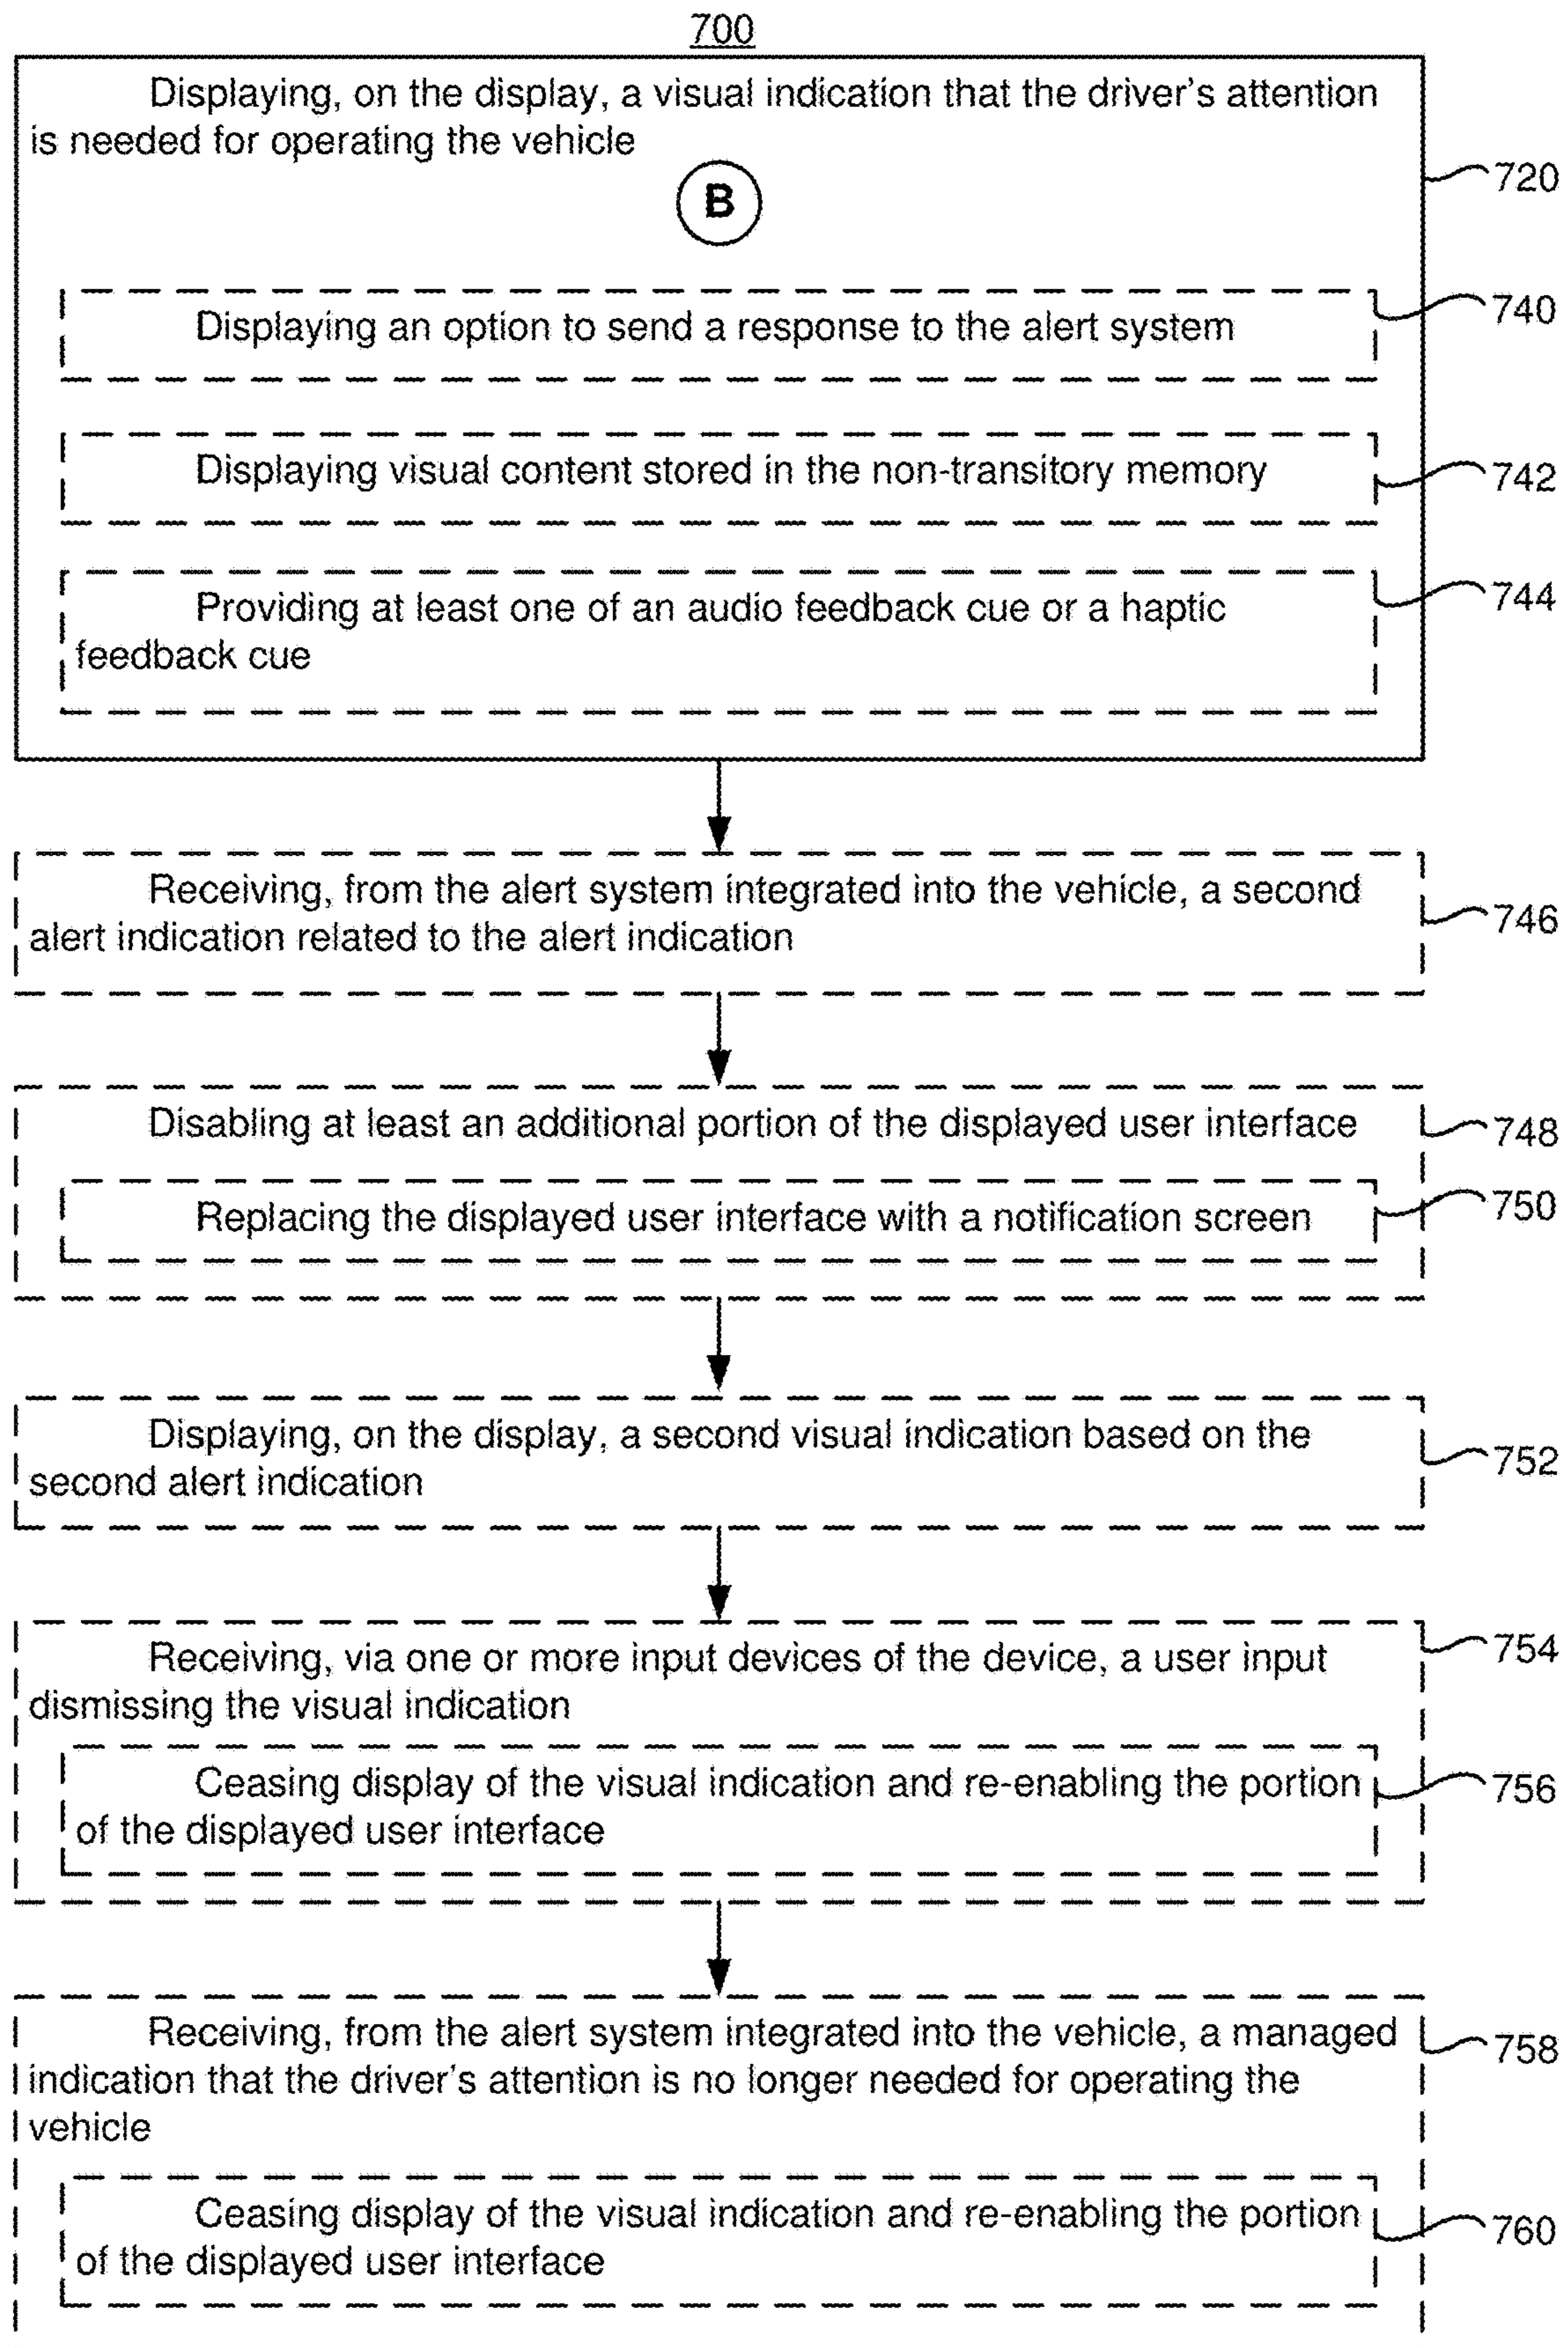 700
Displaying, on the display, a visual indication that the driver's attention
is needed for operating the vehicle
720
B
Displaying an option to send a response to the alert system
740
Displaying visual content stored in the non-transitory memory
742
Providing at least one of an audio feedback cue or a haptic
feedback cue
744
Receiving, from the alert system integrated into the vehicle, a second
alert indication related to the alert indication
746
Disabling at least an additional portion of the displayed user interface
748
Replacing the displayed user interface with a notification screen
750
Displaying, on the display, a second visual indication based on the
second alert indication
752
Receiving, via one or more input devices of the device, a user input
dismissing the visual indication
754
Ceasing display of the visual indication and re-enabling the portion
of the displayed user interface
756
Receiving, from the alert system integrated into the vehicle, a managed
indication that the driver's attention is no longer needed for operating the
vehicle
758
Ceasing display of the visual indication and re-enabling the portion
of the displayed user interface
760